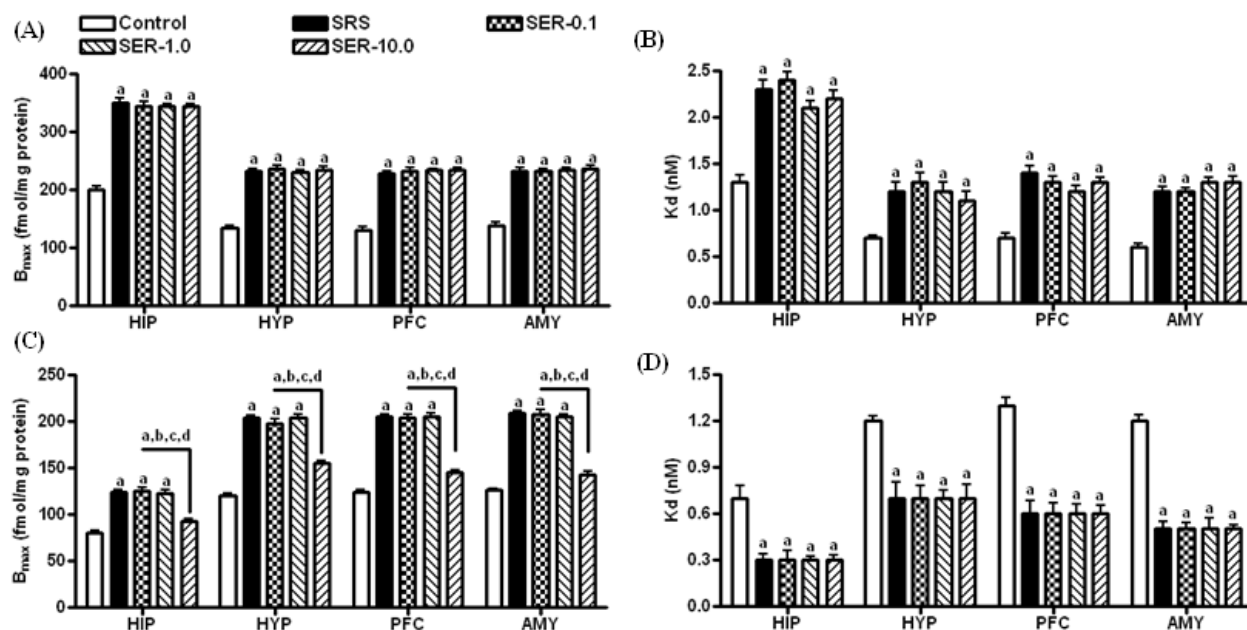 (A) Control SRS SER-0.1
SER-1.0 SER-10.0
400
300
200
100
0
Bmax (fmol/mg protein)
a a a a a a a a a a a a a a a a
HIP HYP PFC AMY
(B)
2.5
2.0
1.5
1.0
0.5
0.0
Kd (nM)
a a a a a a a a a a a a a a a a
HIP HYP PFC AMY
(C)
250
200
150
100
50
0
Bmax (fmol/mg protein)
a,b,c,d a,b,c,d a,b,c,d a,b,c,d
a a a a a a a a a a a a
HIP HYP PFC AMY
(D)
1.5
1.2
0.9
0.6
0.3
0.0
Kd (nM)
a a a a a a a a a a a a a a a a
HIP HYP PFC AMY